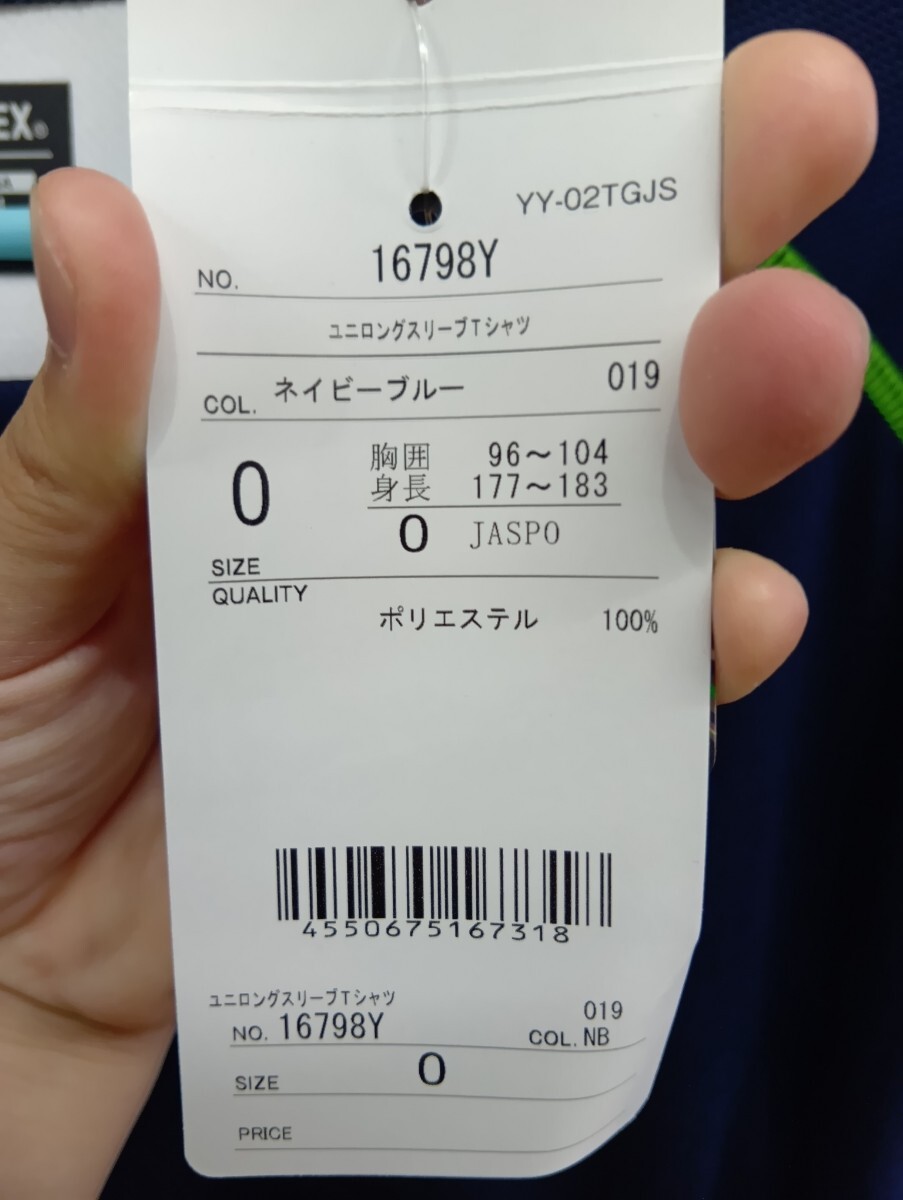 EX®
YY-02TGJS
NO. 16798Y
ユニロングスリーブTシャツ
COL. ネイビーブルー 019
0 胸囲 96～104
身長 177～183
0 JASPO
SIZE
QUALITY
ポリエステル 100%
4550675167318
ユニロングスリーブTシャツ 019
NO. 16798Y COL. NB
SIZE 0
PRICE